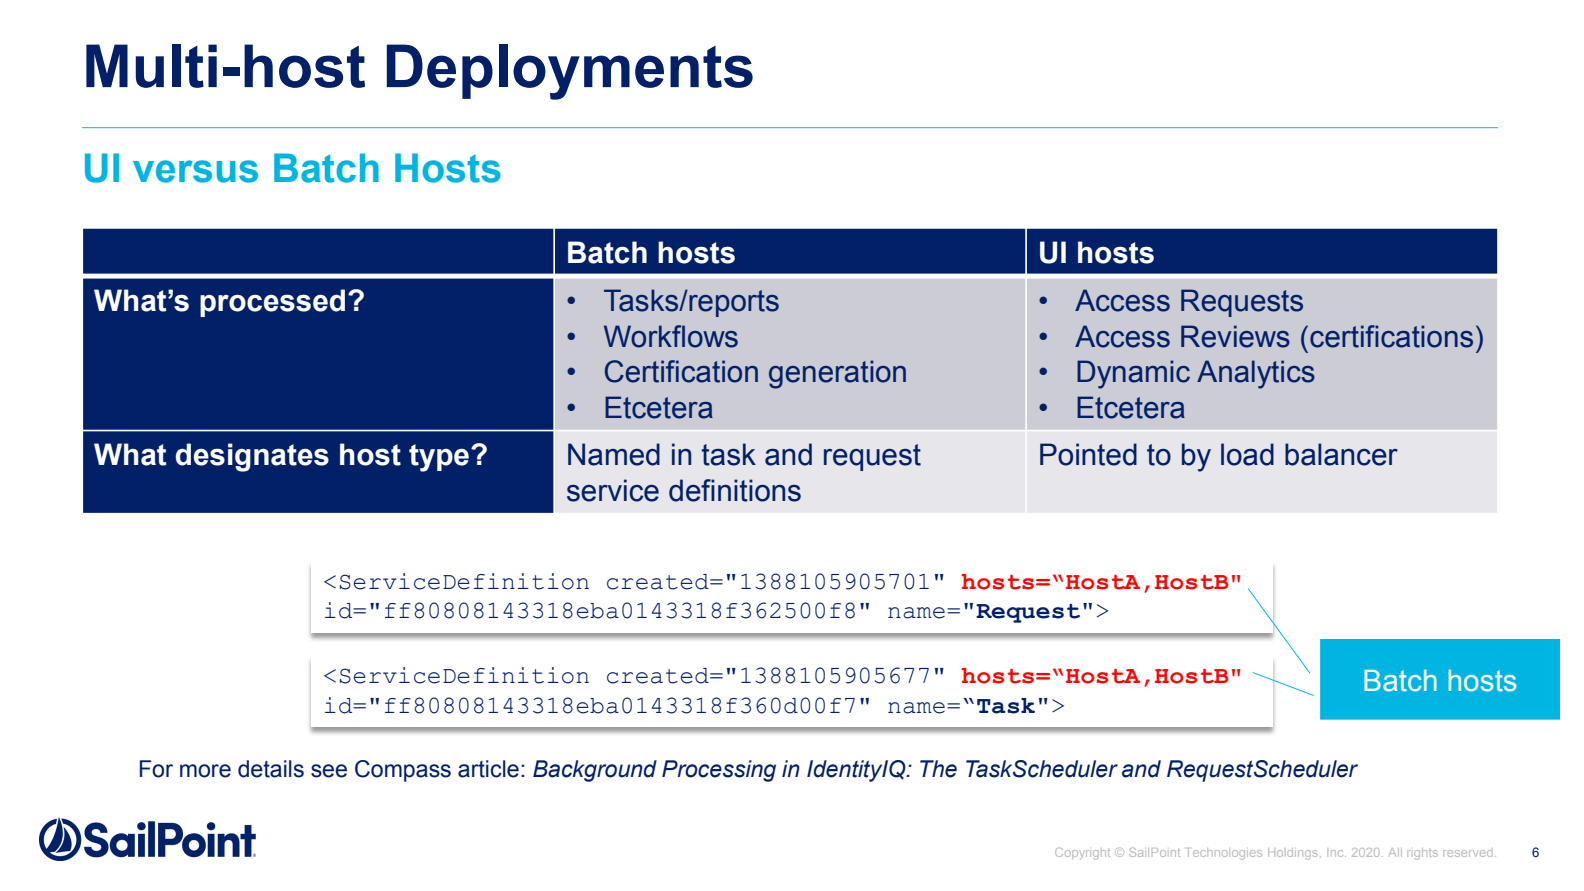 Multi-host Deployments
UI versus Batch Hosts
Batch hosts
UI hosts
What’s processed?
• Tasks/reports
• Workflows
• Certification generation
• Etcetera
• Access Requests
• Access Reviews (certifications)
• Dynamic Analytics
• Etcetera
What designates host type?
Named in task and request
service definitions
Pointed to by load balancer
<ServiceDefinition created="1388105905701" hosts=“HostA,HostB"
id="ff80808143318eba0143318f362500f8" name="Request">
<ServiceDefinition created="1388105905677" hosts=“HostA,HostB"
id="ff80808143318eba0143318f360d00f7" name=“Task">
Batch hosts
For more details see Compass article: Background Processing in IdentityIQ: The TaskScheduler and RequestScheduler
SailPoint
Copyright © SailPoint Technologies Holdings, Inc. 2020. All rights reserved.
6